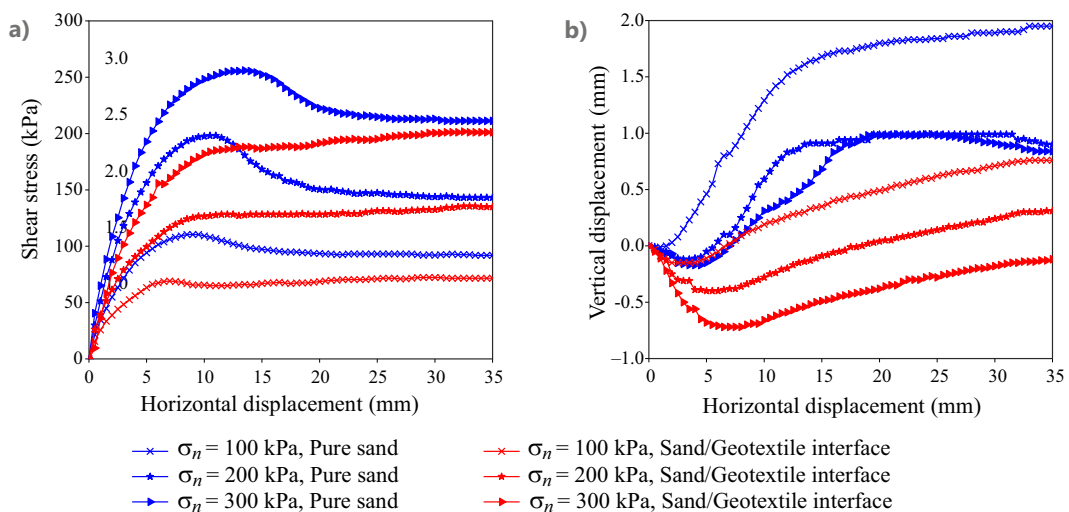 a)
300
250
200
150
100
50
0
3.0
2.5
2.0
0
Shear stress (kPa)
0 5 10 15 20 25 30 35
Horizontal displacement (mm)
b)
2.0
1.5
1.0
0.5
0.0
-0.5
−1.0
Vertical displacement (mm)
0 5 10 15 20 25 30 35
Horizontal displacement (mm)
σn = 100 kPa, Pure sand
σn = 200 kPa, Pure sand
σn = 300 kPa, Pure sand
σn = 100 kPa, Sand/Geotextile interface
σn = 200 kPa, Sand/Geotextile interface
σn = 300 kPa, Sand/Geotextile interface